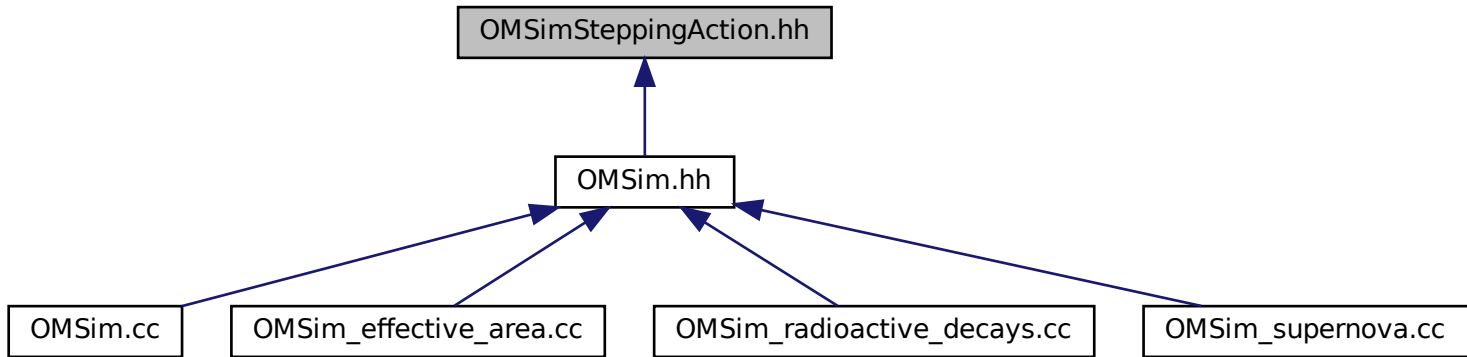 OMSimSteppingAction.hh
OMSim.hh
OMSim.cc
OMSim_effective_area.cc
OMSim_radioactive_decays.cc
OMSim_supernova.cc